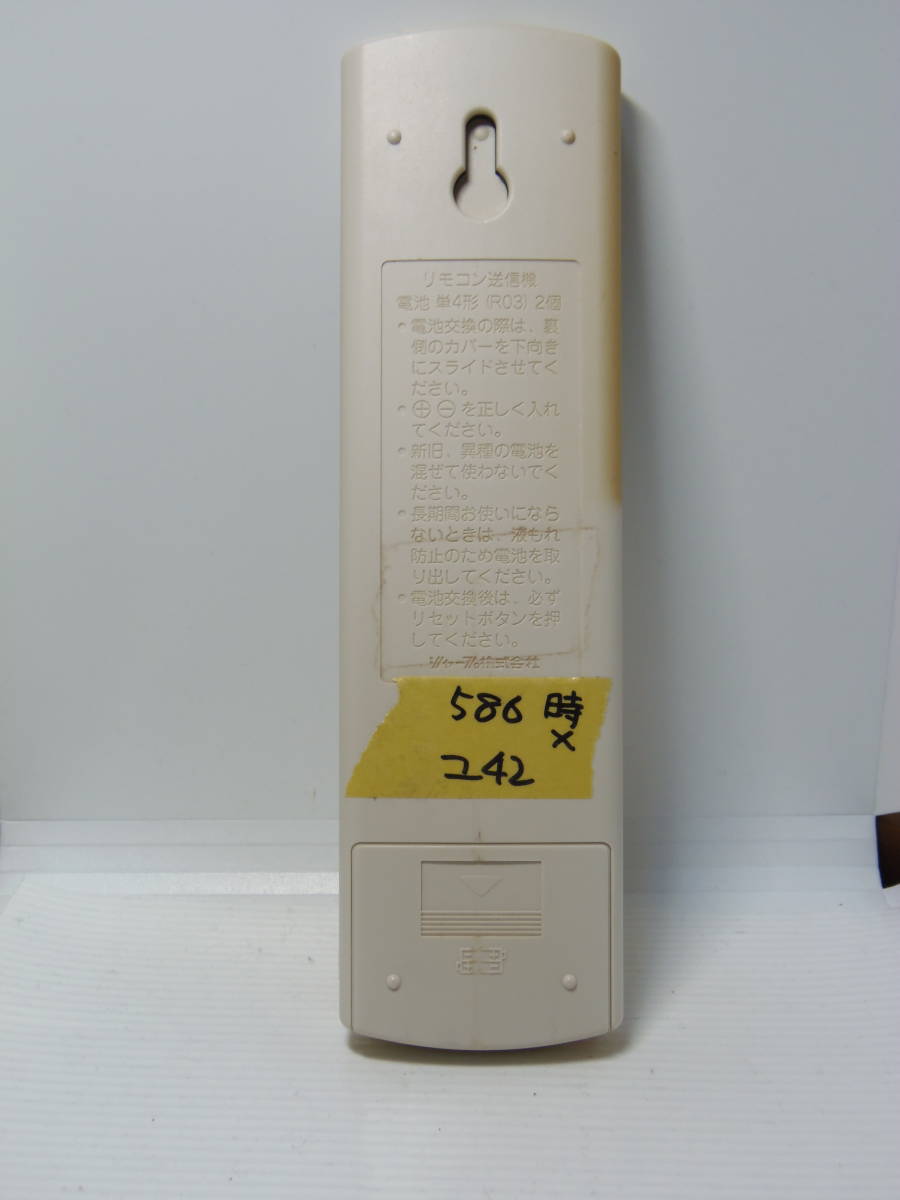 リモコン送信機
電池 単4形 (R03) 2個
• 電池交換の際は、裏
側のカバーを下向き
にスライドさせてく
ださい。
• ⊕ ⊖ を正しく入れ
てください。
• 新旧、異種の電池を
混ぜて使わないでく
ださい。
• 長期間お使いになら
ないときは、液もれ
防止のため電池を取
り出してください。
• 電池交換後は、必ず
リセットボタンを押
してください。
シャープ株式会社
586 時
×
ユ42